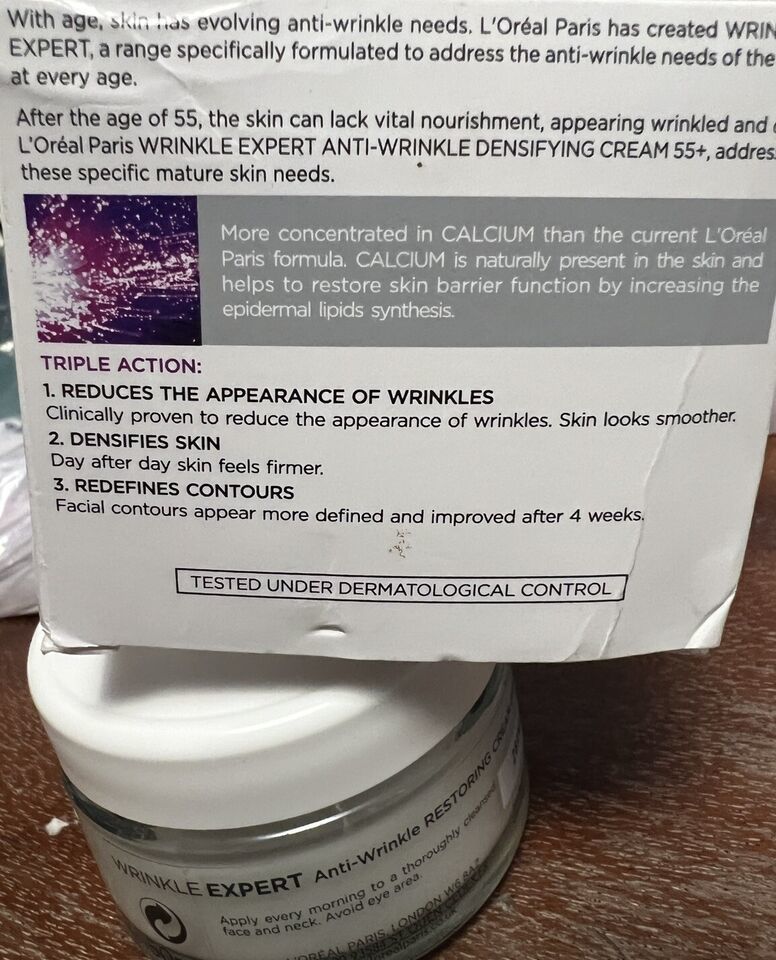 With age, skin has evolving anti-wrinkle needs. L'Oréal Paris has created WRIN
EXPERT, a range specifically formulated to address the anti-wrinkle needs of the
at every age.
After the age of 55, the skin can lack vital nourishment, appearing wrinkled and
L'Oréal Paris WRINKLE EXPERT ANTI-WRINKLE DENSIFYING CREAM 55+, addres
these specific mature skin needs.
More concentrated in CALCIUM than the current L'Oréal
Paris formula. CALCIUM is naturally present in the skin and
helps to restore skin barrier function by increasing the
epidermal lipids synthesis.
TRIPLE ACTION:
1. REDUCES THE APPEARANCE OF WRINKLES
Clinically proven to reduce the appearance of wrinkles. Skin looks smoother.
2. DENSIFIES SKIN
Day after day skin feels firmer.
3. REDEFINES CONTOURS
Facial contours appear more defined and improved after 4 weeks.
TESTED UNDER DERMATOLOGICAL CONTROL
WRINKLE EXPERT Anti-Wrinkle RESTORING
Apply every morning to a thoroughly cleansed
face and neck. Avoid eye area.
PARIS, LONDON W6 8AZ